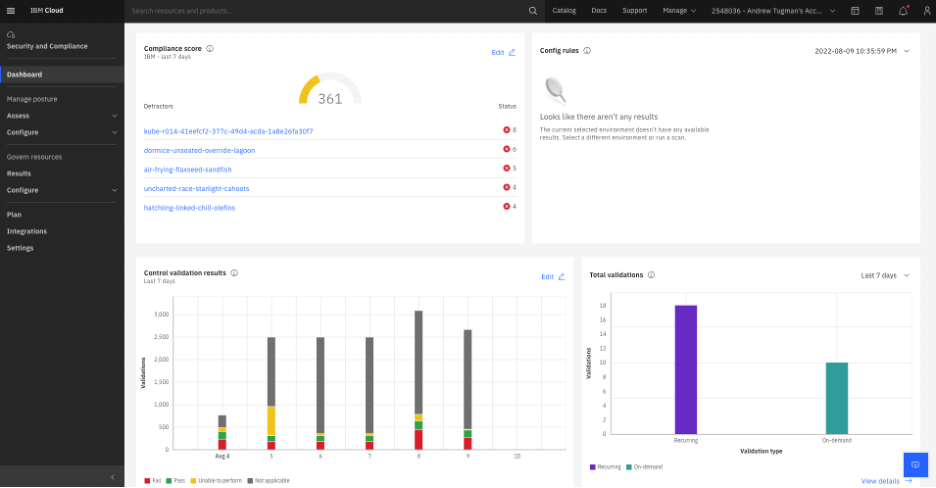 IBM Cloud
Search resources and products...
Catalog
Docs
Support
Manage
2548036 - Andrew Tugman's Acc...
Security and Compliance
Dashboard
Manage posture
Assess
Configure
Govern resources
Results
Configure
Plan
Integrations
Settings
Compliance score
IBM - last 7 days
Edit
361
Detractors
Status
kube-r014-41eefcf2-377c-49d4-acda-1a8e26fa30f7
8
dormice-unseated-override-lagoon
6
air-frying-flaxseed-sandfish
5
uncharted-race-starlight-cahoots
4
hatchling-linked-chill-olefins
4
Config rules
2022-08-09 10:35:59 PM
Looks like there aren't any results
The current selected environment doesn't have any available
results. Select a different environment or run a scan.
Control validation results
Last 7 days
Edit
Validations
3,000
2,500
2,000
1,500
1,000
500
0
Aug 4
5
6
7
8
9
10
Fail
Pass
Unable to perform
Not applicable
Total validations
Last 7 days
Validations
18
16
14
12
10
8
6
4
2
0
Recurring
On-demand
Validation type
Recurring
On-demand
View details